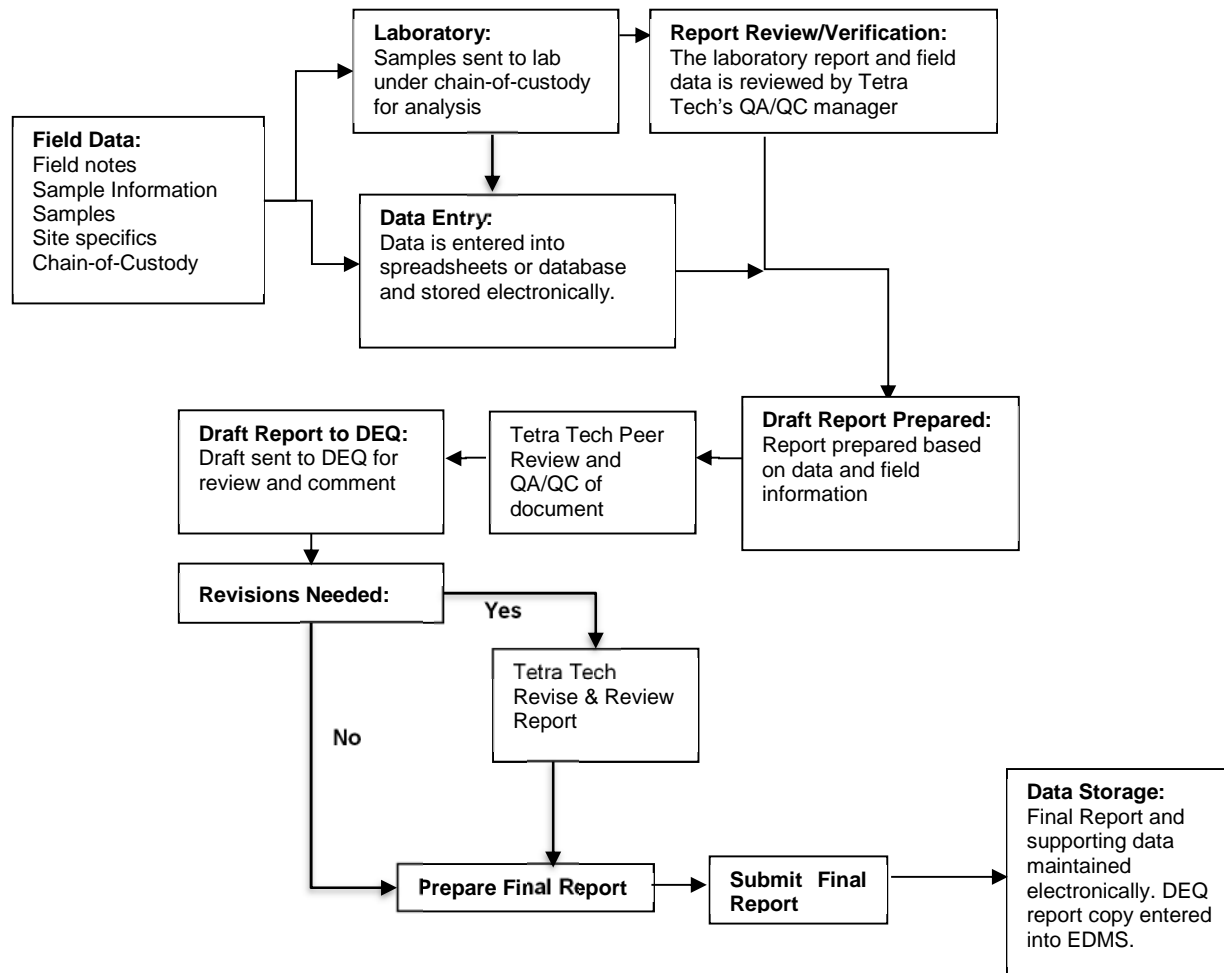 Laboratory:
Samples sent to lab
under chain-of-custody
for analysis
Report Review/Verification:
The laboratory report and field
data is reviewed by Tetra
Tech's QA/QC manager
Field Data:
Field notes
Sample Information
Samples
Site specifics
Chain-of-Custody
Data Entry:
Data is entered into
spreadsheets or database
and stored electronically.
Draft Report to DEQ:
Draft sent to DEQ for
review and comment
Tetra Tech Peer
Review and
QA/QC of
document
Draft Report Prepared:
Report prepared based
on data and field
information
Revisions Needed:
Yes
Tetra Tech
Revise & Review
Report
No
Prepare Final Report
Submit Final
Report
Data Storage:
Final Report and
supporting data
maintained
electronically. DEQ
report copy entered
into EDMS.